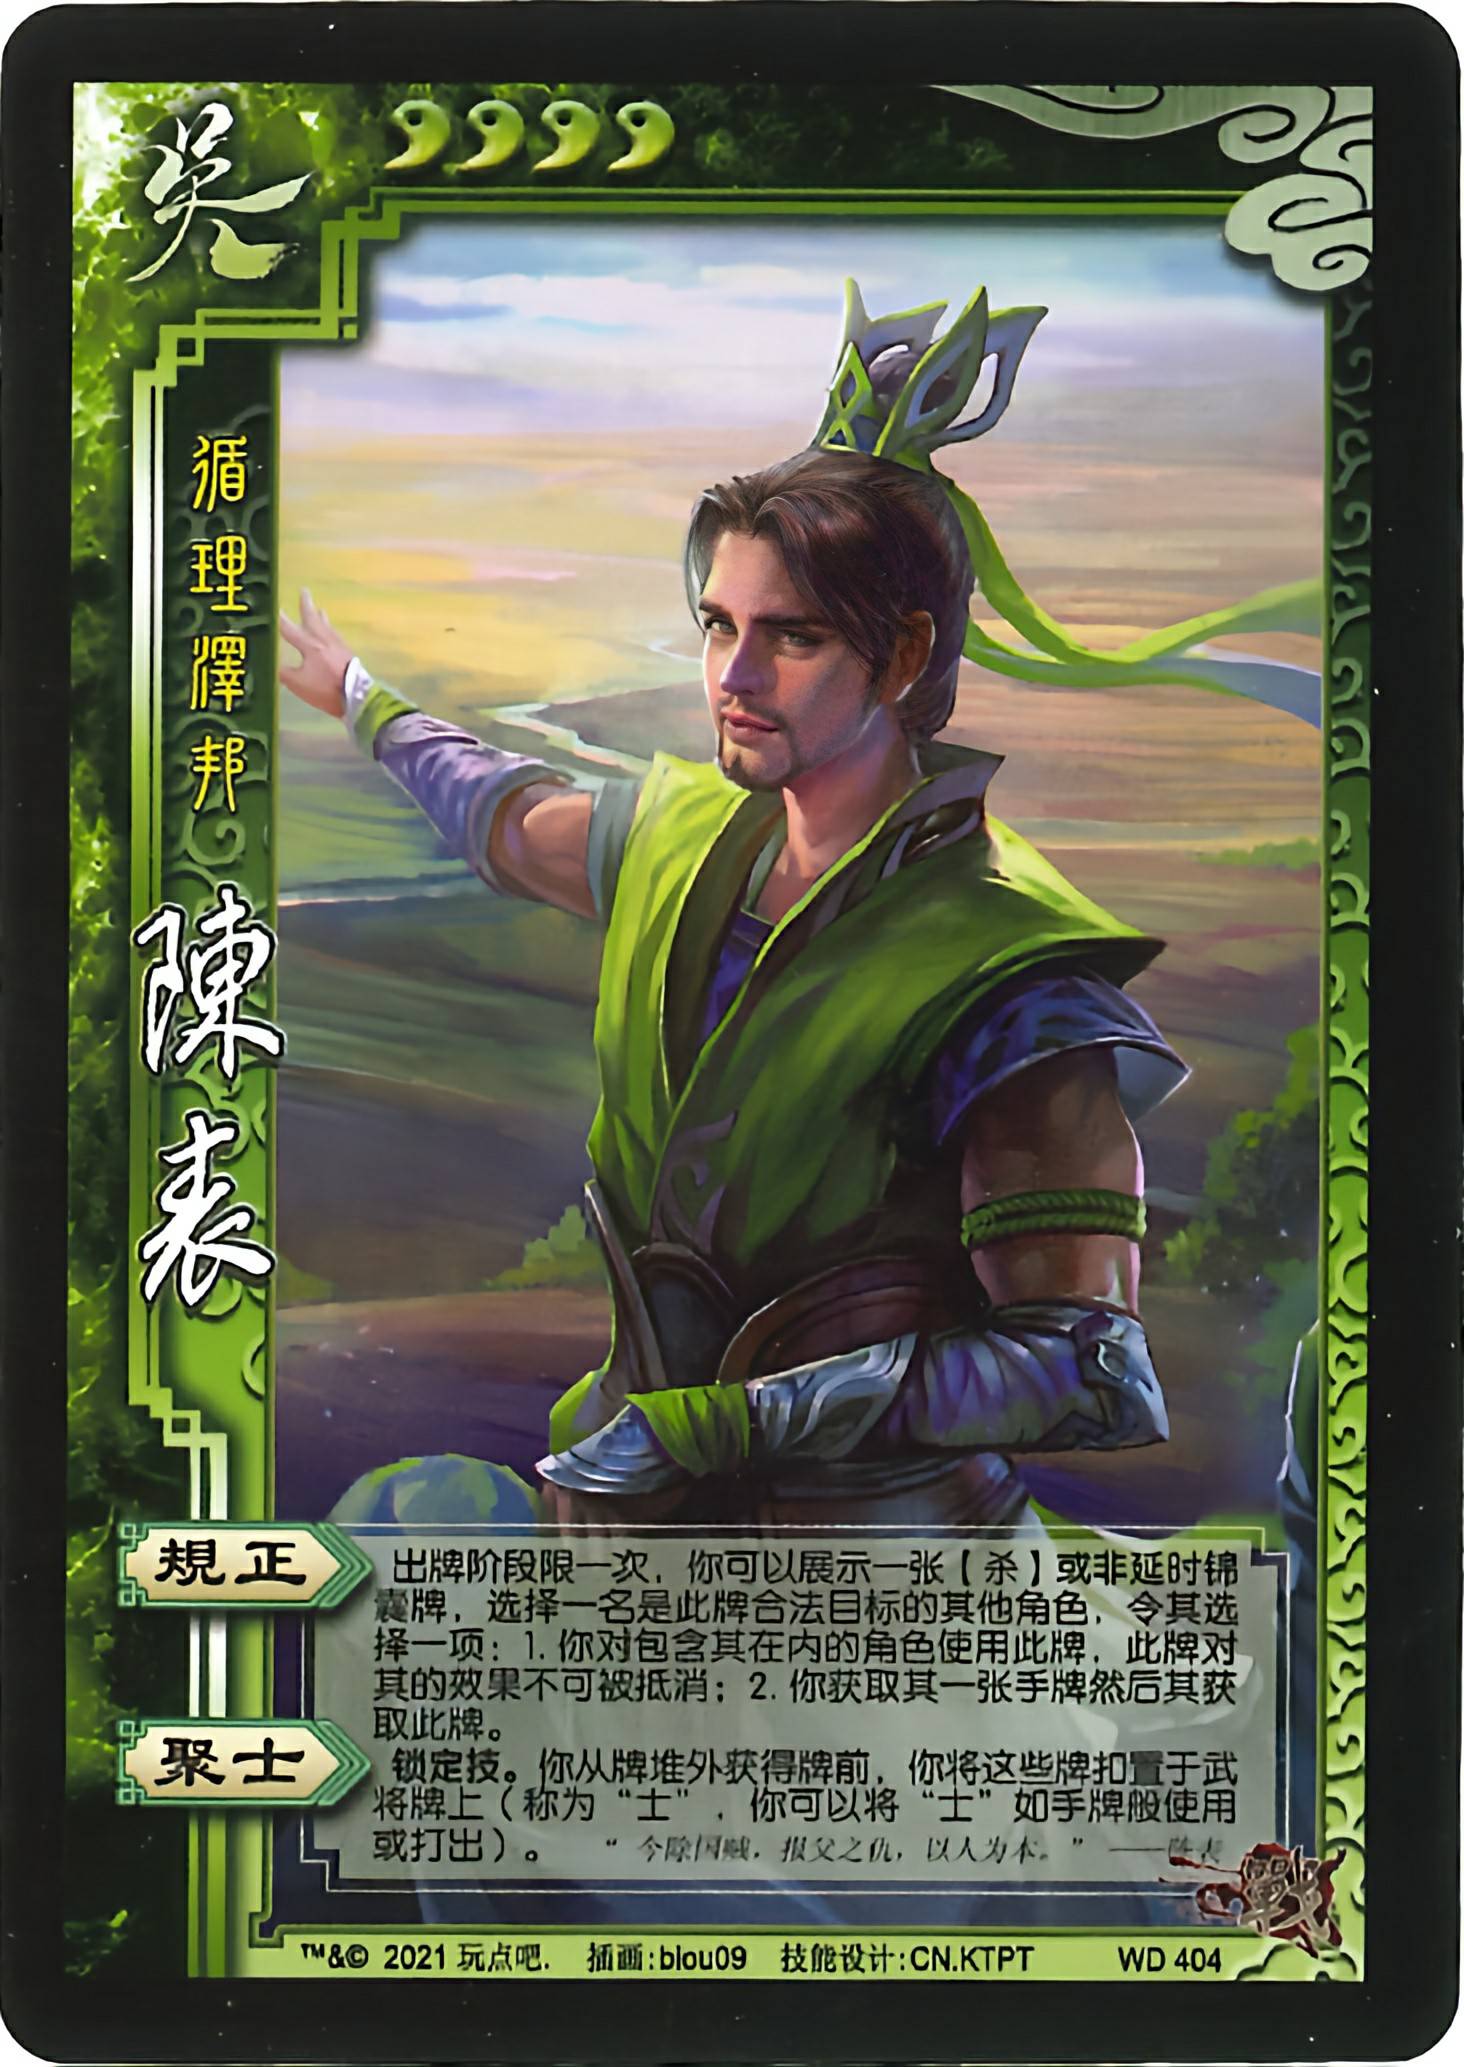 吴
循理澤邦
陳表
規正
出牌阶段限一次，你可以展示一张【杀】或非延时锦
囊牌，选择一名是此牌合法目标的其他角色，令其选
择一项：1.你对包含其在内的角色使用此牌，此牌对
其的效果不可被抵消；2.你获取其一张手牌然后其获
取此牌。
聚士
锁定技。你从牌堆外获得牌前，你将这些牌扣置于武
将牌上（称为“士”，你可以将“士”如手牌般使用
或打出）。 “今除国贼，报父之仇，以人为本。”——陈表
戰
™&© 2021 玩点吧. 插画:blou09 技能设计:CN.KTPT WD 404